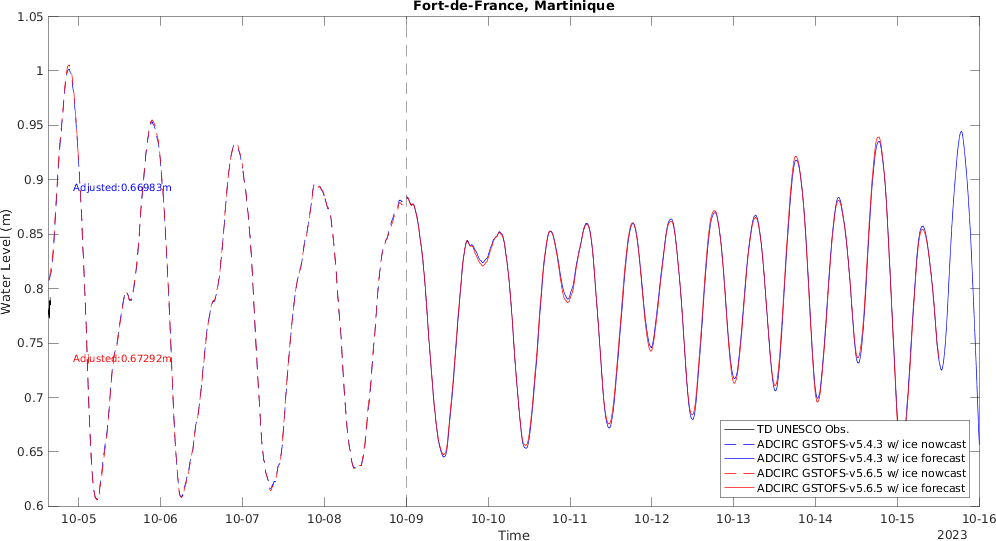 Fort-de-France, Martinique
1.05
1
0.95
0.9
0.85
0.8
0.75
0.7
0.65
0.6
Water Level (m)
Adjusted:0.66983m
Adjusted:0.67292m
TD UNESCO Obs.
ADCIRC GSTOFS-v5.4.3 w/ ice nowcast
ADCIRC GSTOFS-v5.4.3 w/ ice forecast
ADCIRC GSTOFS-v5.6.5 w/ ice nowcast
ADCIRC GSTOFS-v5.6.5 w/ ice forecast
10-05 10-06 10-07 10-08 10-09 10-10 10-11 10-12 10-13 10-14 10-15 10-16
Time
2023